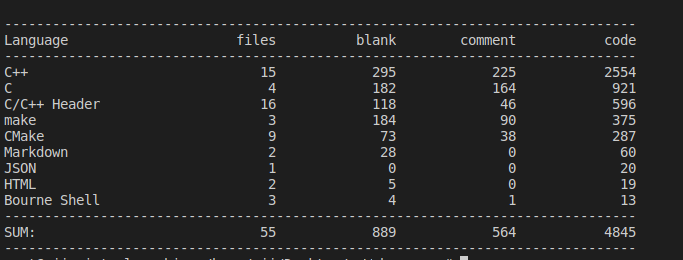 --------------------------------------------------------------------------------
Language                     files          blank        comment           code
--------------------------------------------------------------------------------
C++                             15            295            225           2554
C                                4            182            164            921
C/C++ Header                    16            118             46            596
make                             3            184             90            375
CMake                            9             73             38            287
Markdown                         2             28              0             60
JSON                             1              0              0             20
HTML                             2              5              0             19
Bourne Shell                     3              4              1             13
--------------------------------------------------------------------------------
SUM:                            55            889            564           4845
--------------------------------------------------------------------------------